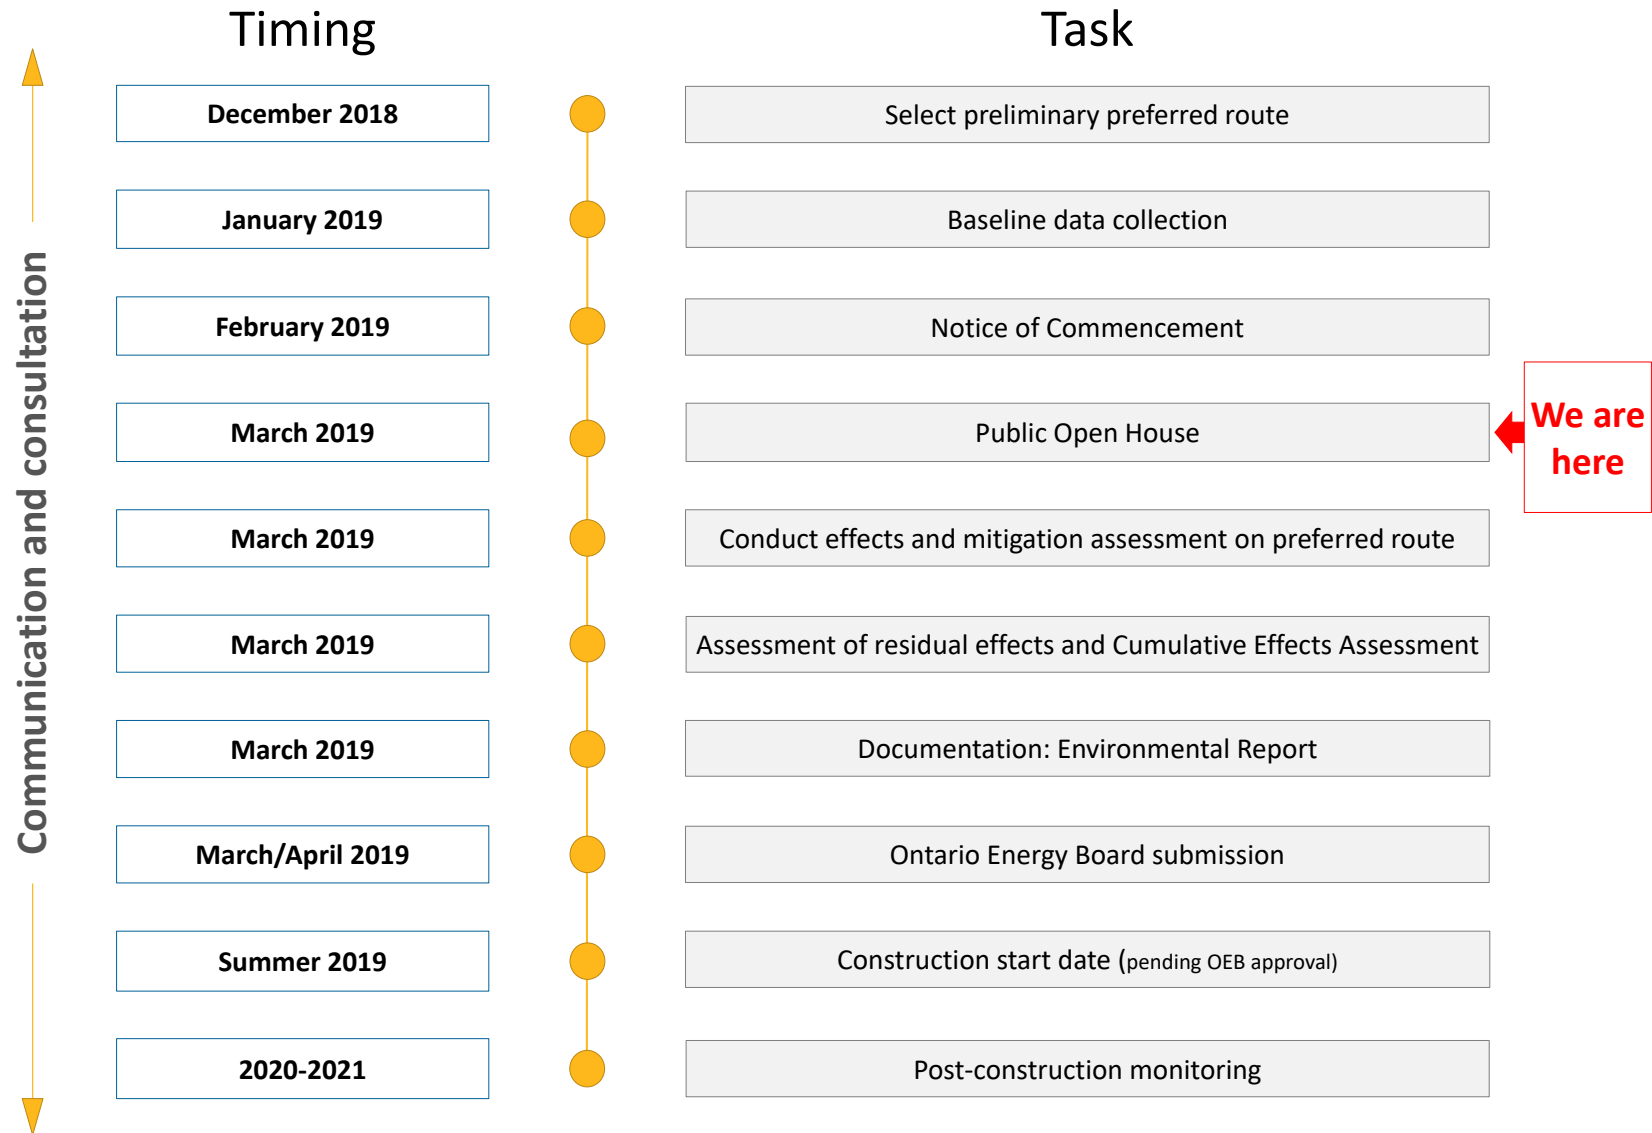 Timing
Task
December 2018
Select preliminary preferred route
January 2019
Baseline data collection
February 2019
Notice of Commencement
March 2019
Public Open House
We are
here
March 2019
Conduct effects and mitigation assessment on preferred route
March 2019
Assessment of residual effects and Cumulative Effects Assessment
March 2019
Documentation: Environmental Report
March/April 2019
Ontario Energy Board submission
Summer 2019
Construction start date (pending OEB approval)
2020-2021
Post-construction monitoring
Communication and consultation